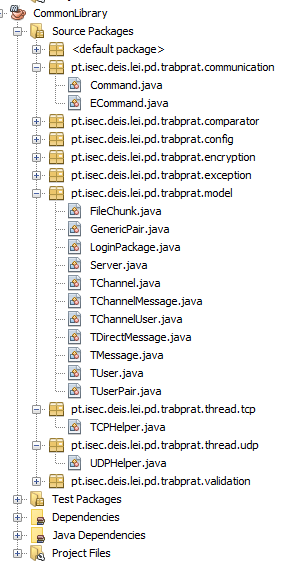 CommonLibrary
Source Packages
<default package>
pt.isec.deis.lei.pd.trabprat.communication
Command.java
ECommand.java
pt.isec.deis.lei.pd.trabprat.comparator
pt.isec.deis.lei.pd.trabprat.config
pt.isec.deis.lei.pd.trabprat.encryption
pt.isec.deis.lei.pd.trabprat.exception
pt.isec.deis.lei.pd.trabprat.model
FileChunk.java
GenericPair.java
LoginPackage.java
Server.java
TChannel.java
TChannelMessage.java
TChannelUser.java
TDirectMessage.java
TMessage.java
TUser.java
TUserPair.java
pt.isec.deis.lei.pd.trabprat.thread.tcp
TCPHelper.java
pt.isec.deis.lei.pd.trabprat.thread.udp
UDPHelper.java
pt.isec.deis.lei.pd.trabprat.validation
Test Packages
Dependencies
Java Dependencies
Project Files